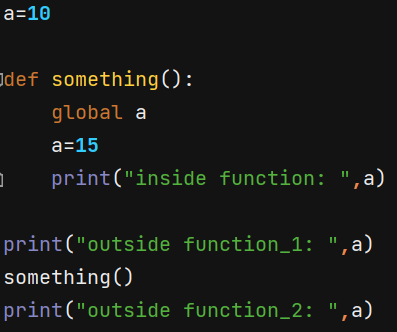 a=10
def something():
    global a
    a=15
    print("inside function: ",a)
print("outside function_1: ",a)
something()
print("outside function_2: ",a)